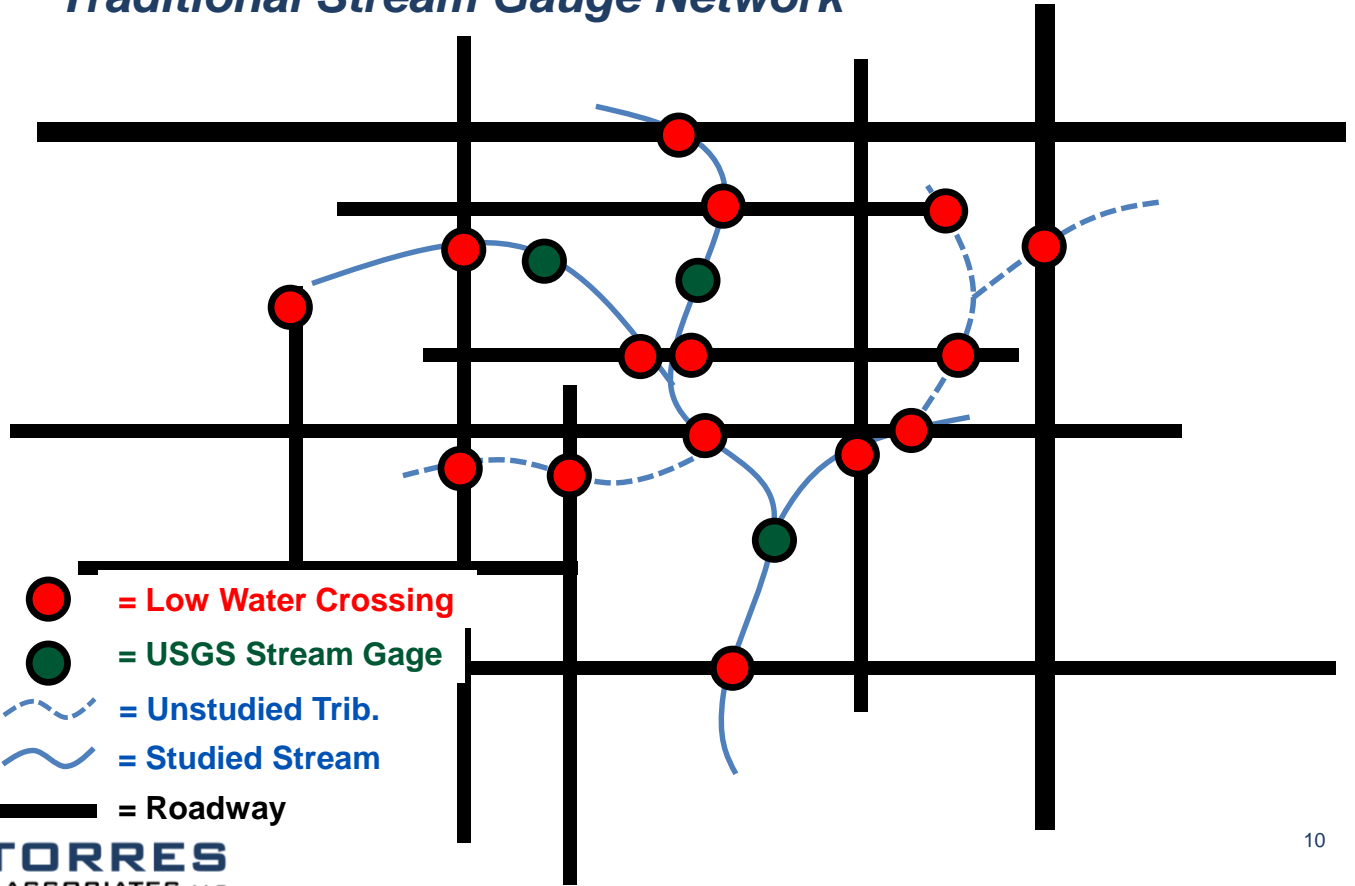 Traditional Stream Gauge Network
= Low Water Crossing
= USGS Stream Gage
= Unstudied Trib.
= Studied Stream
= Roadway
TORRES
10